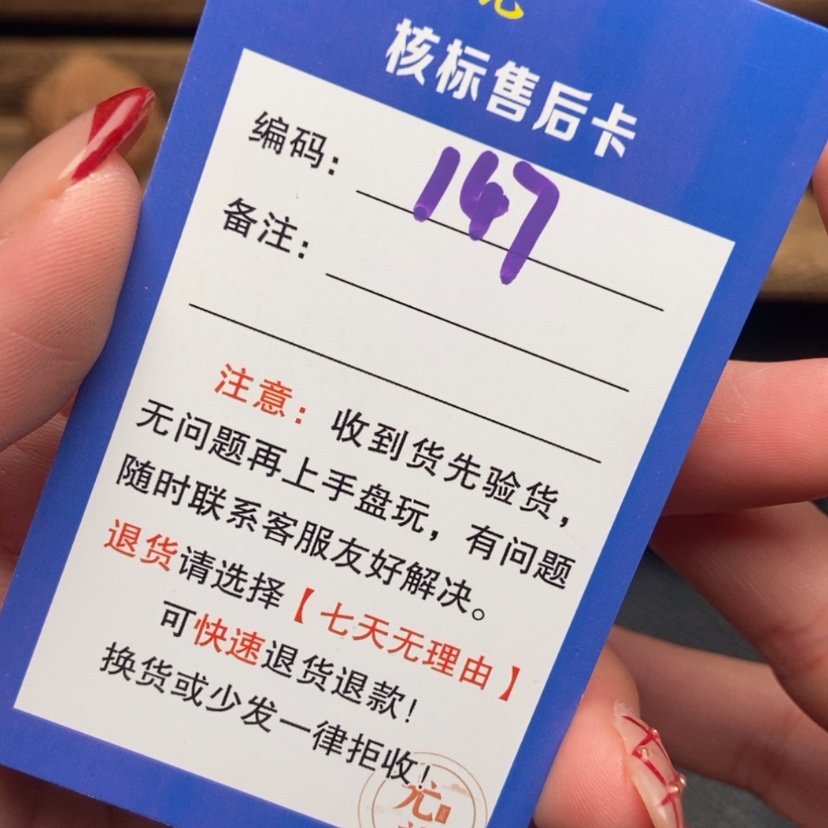 核标售后卡
编码：147
备注：
注意：收到货先验货，
无问题再上手盘玩，有问题
随时联系客服友好解决。
退货请选择【七天无理由】
可快速退货退款！
换货或少发一律拒收！